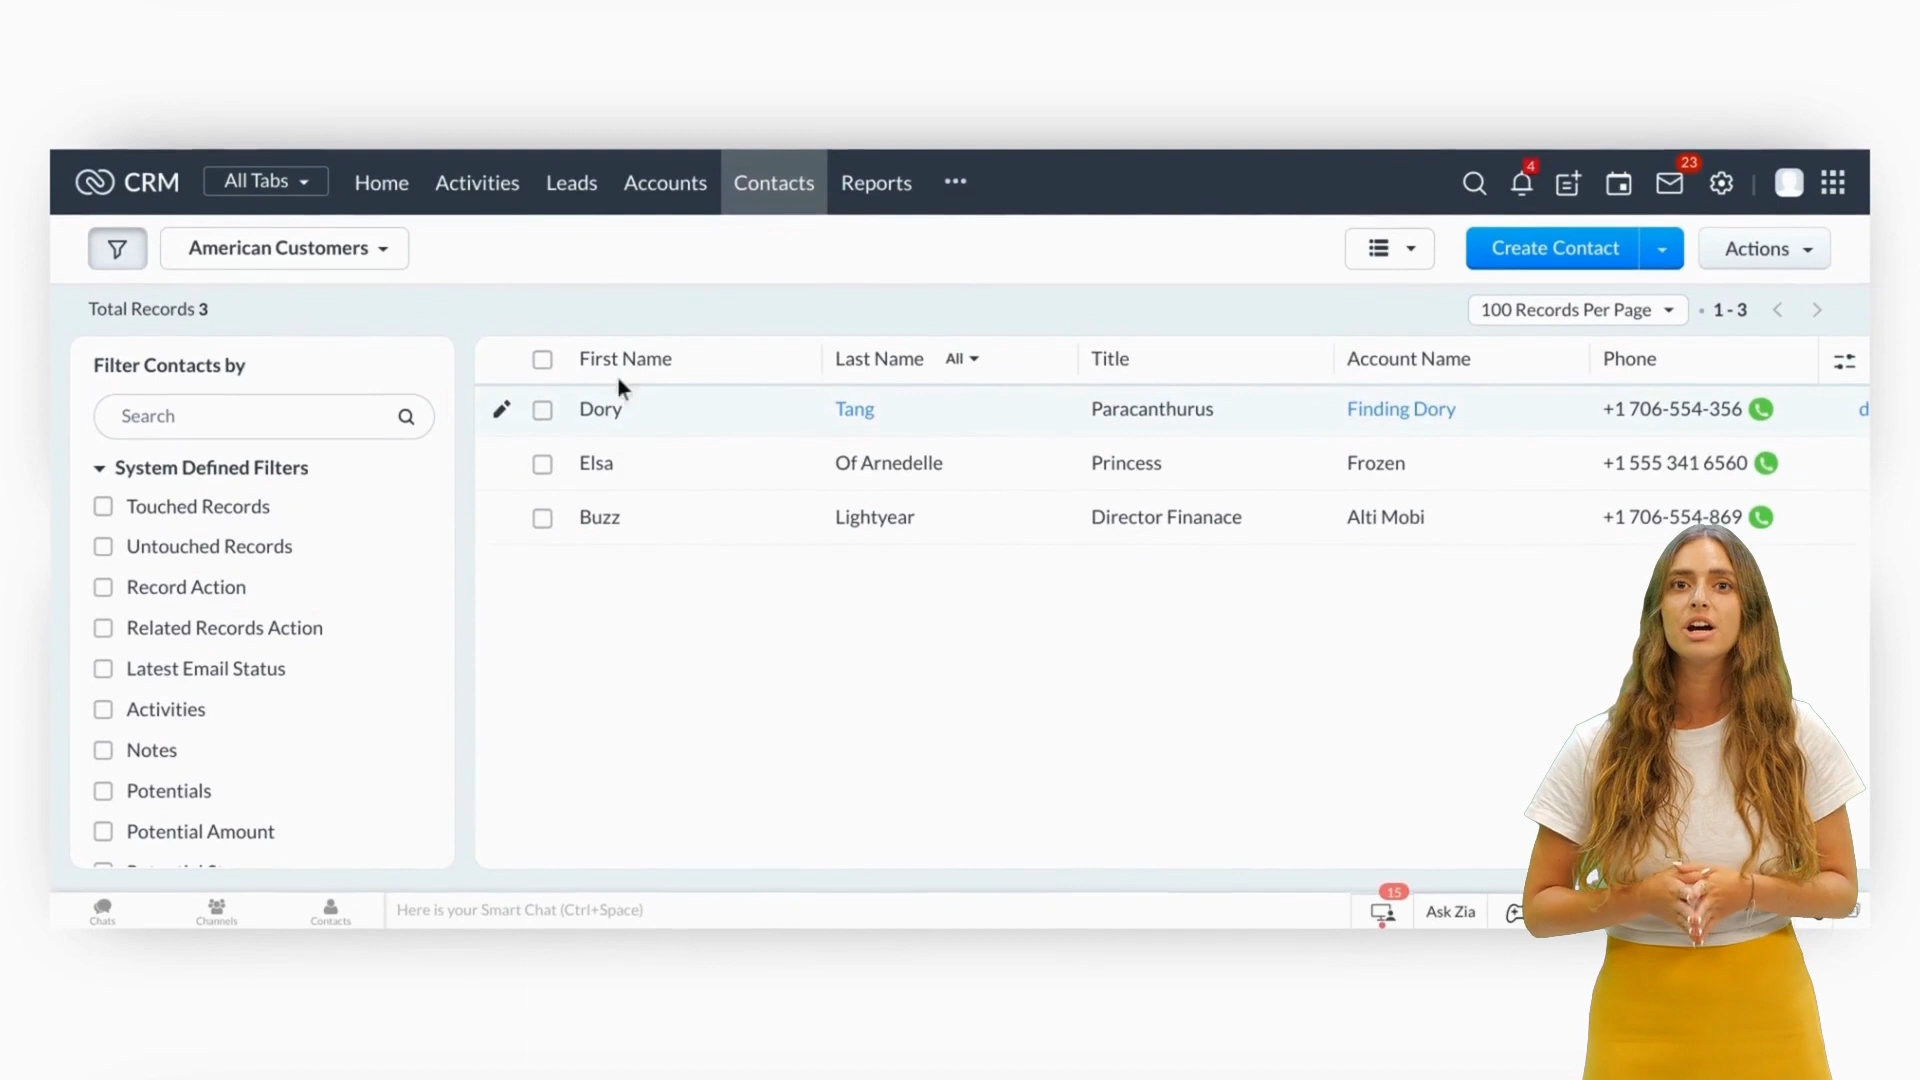 CRM All Tabs Home Activities Leads Accounts Contacts Reports ••• 4 23
American Customers Create Contact Actions
Total Records 3 100 Records Per Page • 1 - 3
Filter Contacts by
Search
System Defined Filters
Touched Records
Untouched Records
Record Action
Related Records Action
Latest Email Status
Activities
Notes
Potentials
Potential Amount
First Name Last Name All Title Account Name Phone
Dory Tang Paracanthurus Finding Dory +1 706-554-356 d
Elsa Of Arnedelle Princess Frozen +1 555 341 6560
Buzz Lightyear Director Finanace Alti Mobi +1 706-554-869
Chats Channels Contacts Here is your Smart Chat (Ctrl+Space) 15 Ask Zia